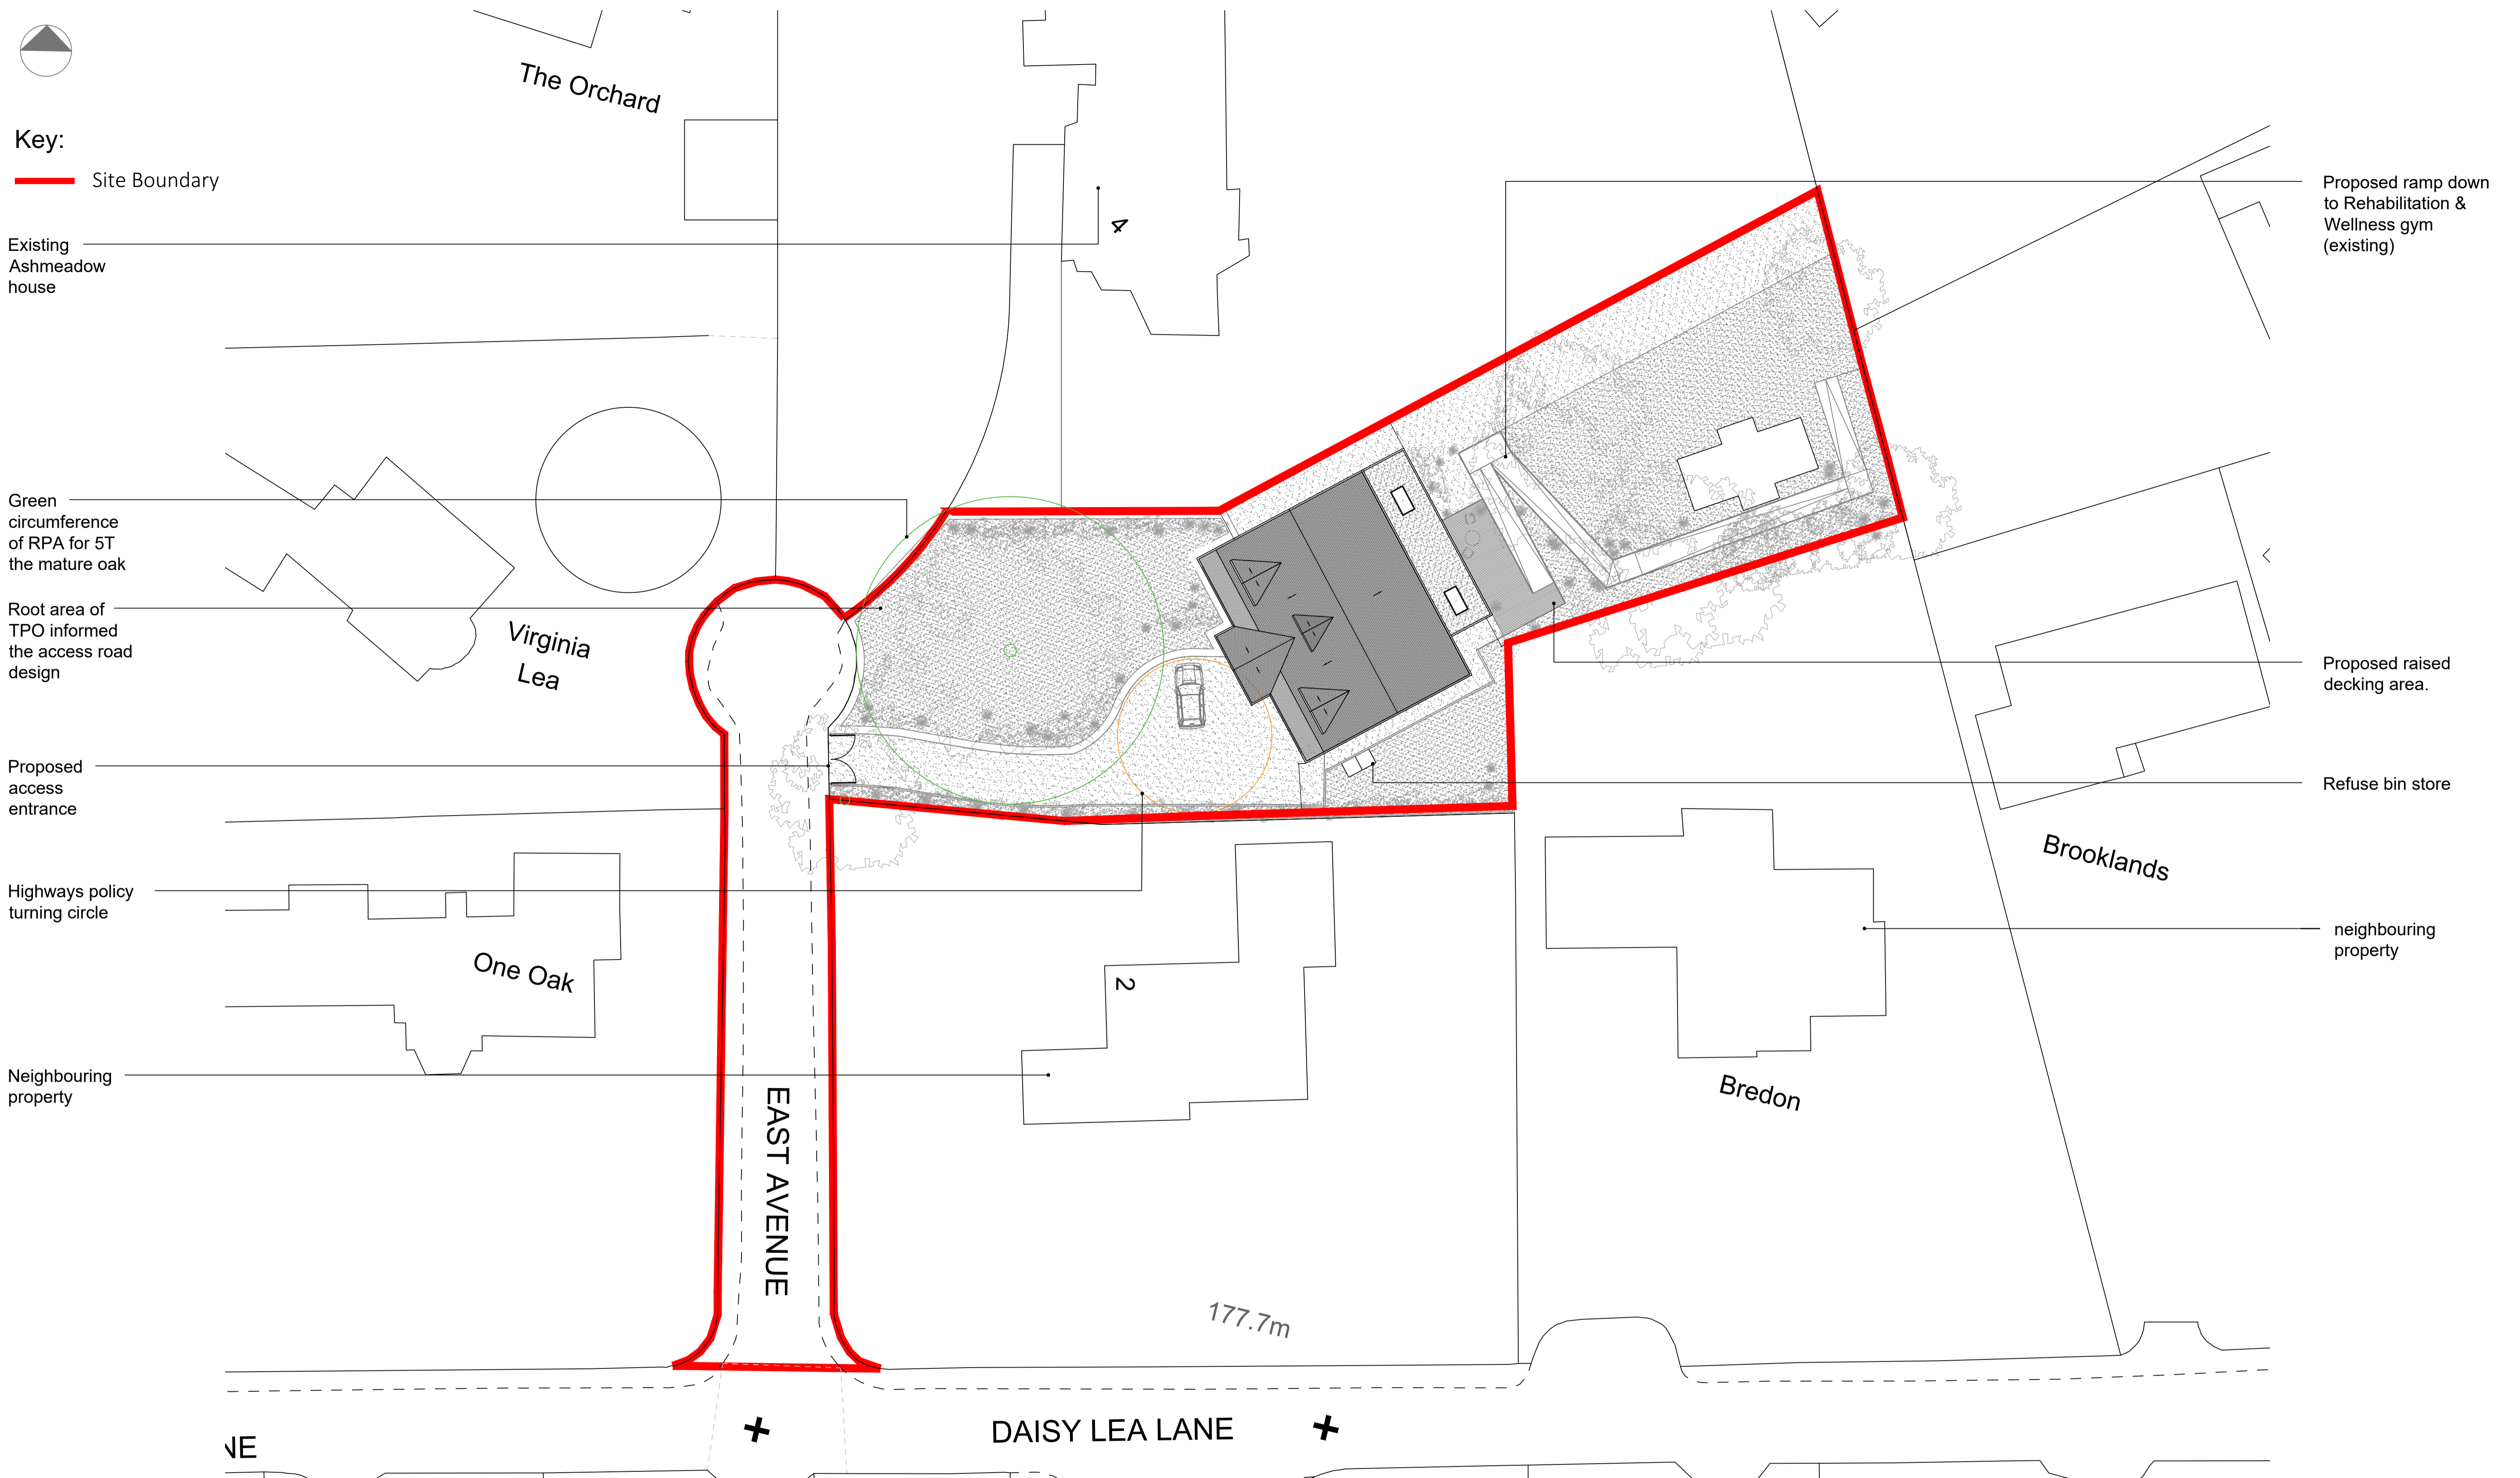 The Orchard
Key:
Site Boundary
Existing
Ashmeadow
house
4
Proposed ramp down
to Rehabilitation &
Wellness gym
(existing)
Green
circumference
of RPA for 5T
the mature oak
Root area of
TPO informed
the access road
design
Virginia
Lea
Proposed raised
decking area.
Proposed
access
entrance
Refuse bin store
Highways policy
turning circle
Brooklands
neighbouring
property
One Oak
2
Neighbouring
property
Bredon
EAST AVENUE
177.7m
DAISY LEA LANE
NE